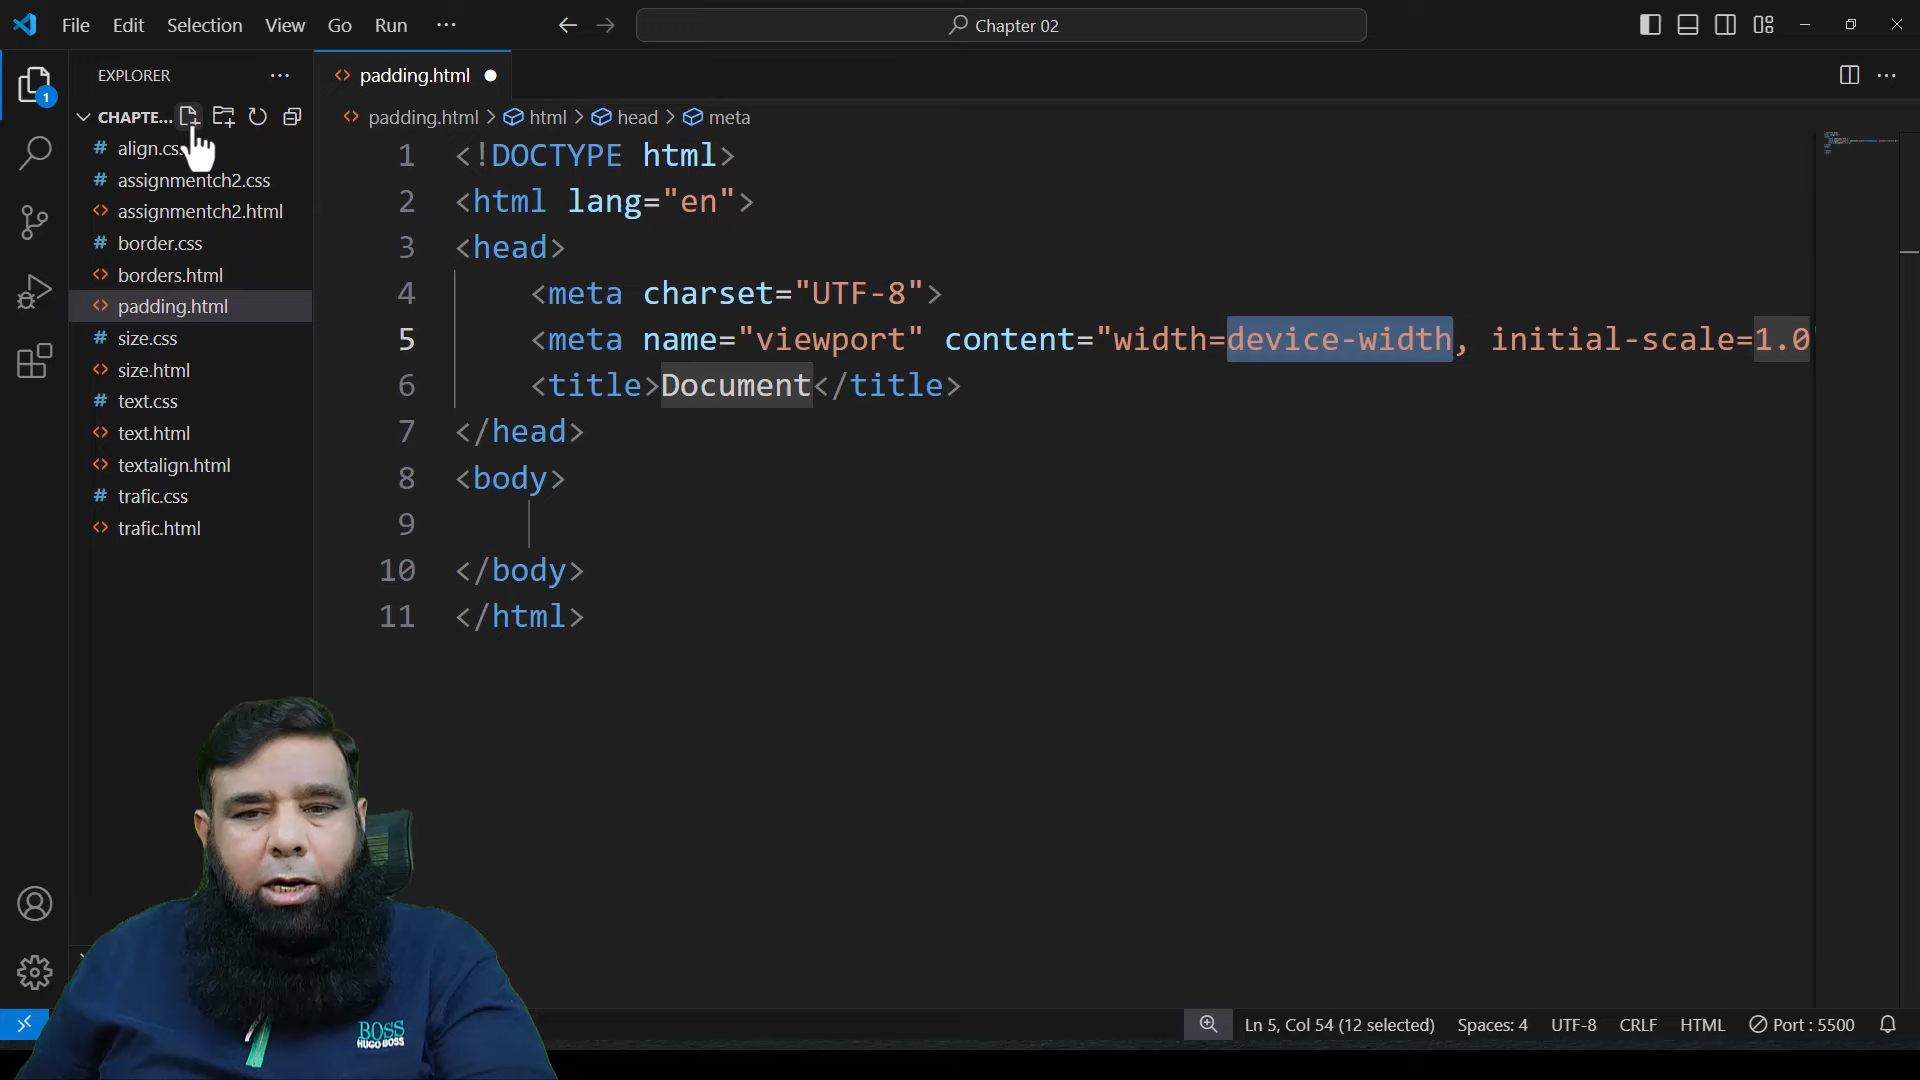 File Edit Selection View Go Run ···
Chapter 02
EXPLORER ···
padding.html
1
CHAPTE...
padding.html > html > head > meta
align.css
assignmentch2.css
assignmentch2.html
border.css
borders.html
padding.html
size.css
size.html
text.css
text.html
textalign.html
trafic.css
trafic.html
1 <!DOCTYPE html>
2 <html lang="en">
3 <head>
4 <meta charset="UTF-8">
5 <meta name="viewport" content="width=device-width, initial-scale=1.0
6 <title>Document</title>
7 </head>
8 <body>
9
10 </body>
11 </html>
BOSS
HUGO BOSS
Ln 5, Col 54 (12 selected) Spaces: 4 UTF-8 CRLF HTML Port : 5500